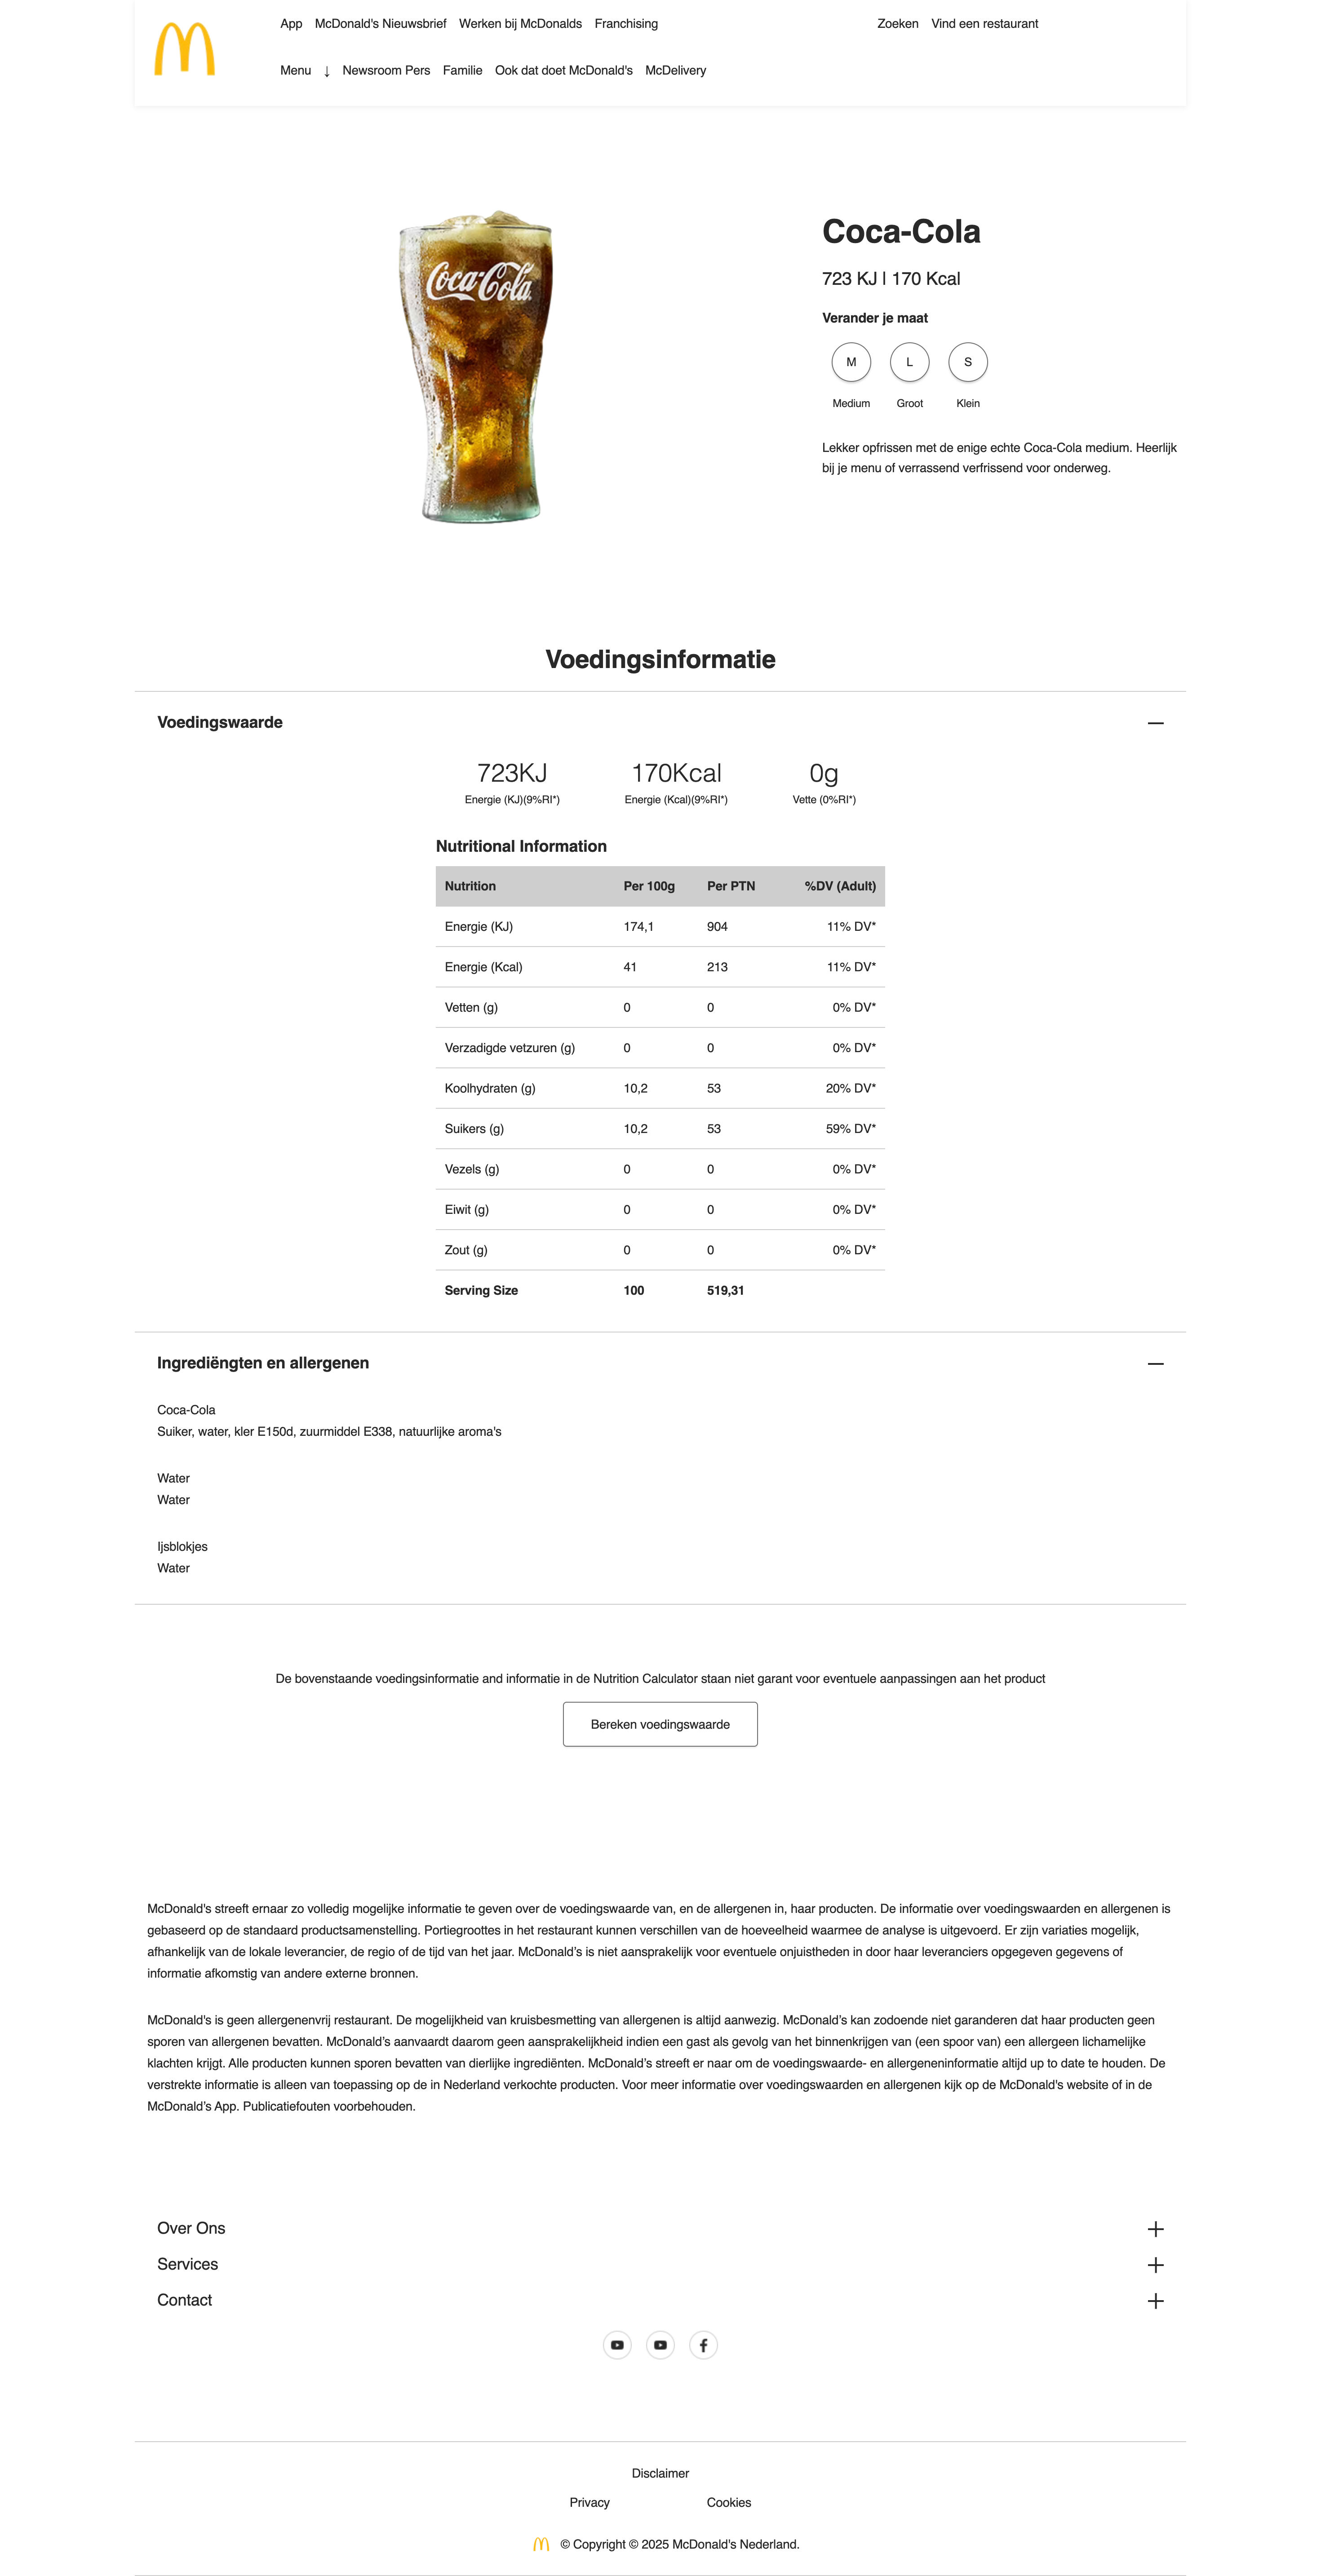 App McDonald's Nieuwsbrief Werken bij McDonalds Franchising Zoeken Vind een restaurant
Menu ↓ Newsroom Pers Familie Ook dat doet McDonald's McDelivery
Coca-Cola
Coca-Cola
723 KJ | 170 Kcal
Verander je maat
M L S
Medium Groot Klein
Lekker opfrissen met de enige echte Coca-Cola medium. Heerlijk
bij je menu of verrassend verfrissend voor onderweg.
Voedingsinformatie
Voedingswaarde
723KJ 170Kcal 0g
Energie (KJ)(9%RI*) Energie (Kcal)(9%RI*) Vette (0%RI*)
Nutritional Information
Nutrition Per 100g Per PTN %DV (Adult)
Energie (KJ) 174,1 904 11% DV*
Energie (Kcal) 41 213 11% DV*
Vetten (g) 0 0 0% DV*
Verzadigde vetzuren (g) 0 0 0% DV*
Koolhydraten (g) 10,2 53 20% DV*
Suikers (g) 10,2 53 59% DV*
Vezels (g) 0 0 0% DV*
Eiwit (g) 0 0 0% DV*
Zout (g) 0 0 0% DV*
Serving Size 100 519,31
Ingrediëngten en allergenen
Coca-Cola
Suiker, water, kler E150d, zuurmiddel E338, natuurlijke aroma's
Water
Water
Ijsblokjes
Water
De bovenstaande voedingsinformatie and informatie in de Nutrition Calculator staan niet garant voor eventuele aanpassingen aan het product
Bereken voedingswaarde
McDonald's streeft ernaar zo volledig mogelijke informatie te geven over de voedingswaarde van, en de allergenen in, haar producten. De informatie over voedingswaarden en allergenen is
gebaseerd op de standaard productsamenstelling. Portiegroottes in het restaurant kunnen verschillen van de hoeveelheid waarmee de analyse is uitgevoerd. Er zijn variaties mogelijk,
afhankelijk van de lokale leverancier, de regio of de tijd van het jaar. McDonald’s is niet aansprakelijk voor eventuele onjuistheden in door haar leveranciers opgegeven gegevens of
informatie afkomstig van andere externe bronnen.
McDonald's is geen allergenenvrij restaurant. De mogelijkheid van kruisbesmetting van allergenen is altijd aanwezig. McDonald’s kan zodoende niet garanderen dat haar producten geen
sporen van allergenen bevatten. McDonald’s aanvaardt daarom geen aansprakelijkheid indien een gast als gevolg van het binnenkrijgen van (een spoor van) een allergeen lichamelijke
klachten krijgt. Alle producten kunnen sporen bevatten van dierlijke ingrediënten. McDonald’s streeft er naar om de voedingswaarde- en allergeneninformatie altijd up to date te houden. De
verstrekte informatie is alleen van toepassing op de in Nederland verkochte producten. Voor meer informatie over voedingswaarden en allergenen kijk op de McDonald's website of in de
McDonald’s App. Publicatiefouten voorbehouden.
Over Ons
Services
Contact
Disclaimer
Privacy Cookies
© Copyright © 2025 McDonald's Nederland.